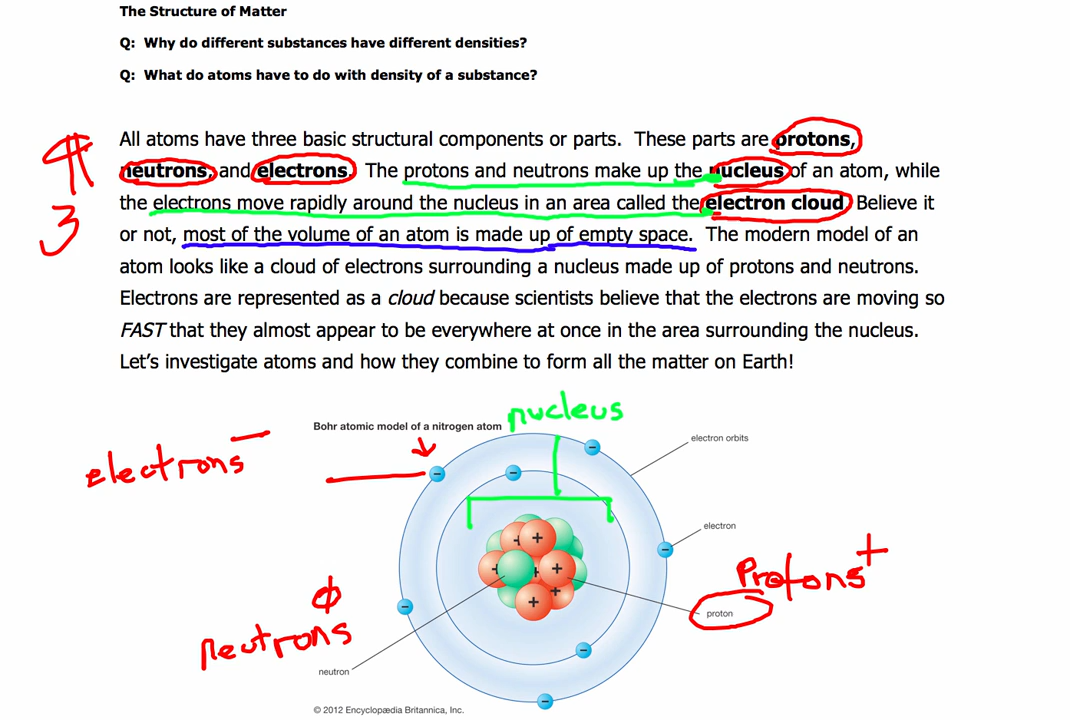 The Structure of Matter
Q: Why do different substances have different densities?
Q: What do atoms have to do with density of a substance?
¶
3
All atoms have three basic structural components or parts. These parts are protons,
neutrons, and electrons. The protons and neutrons make up the nucleus of an atom, while
the electrons move rapidly around the nucleus in an area called the electron cloud. Believe it
or not, most of the volume of an atom is made up of empty space. The modern model of an
atom looks like a cloud of electrons surrounding a nucleus made up of protons and neutrons.
Electrons are represented as a cloud because scientists believe that the electrons are moving so
FAST that they almost appear to be everywhere at once in the area surrounding the nucleus.
Let's investigate atoms and how they combine to form all the matter on Earth!
nucleus
Bohr atomic model of a nitrogen atom
electron orbits
electrons −
electron
Protons +
proton
neutrons ϕ
neutron
© 2012 Encyclopædia Britannica, Inc.